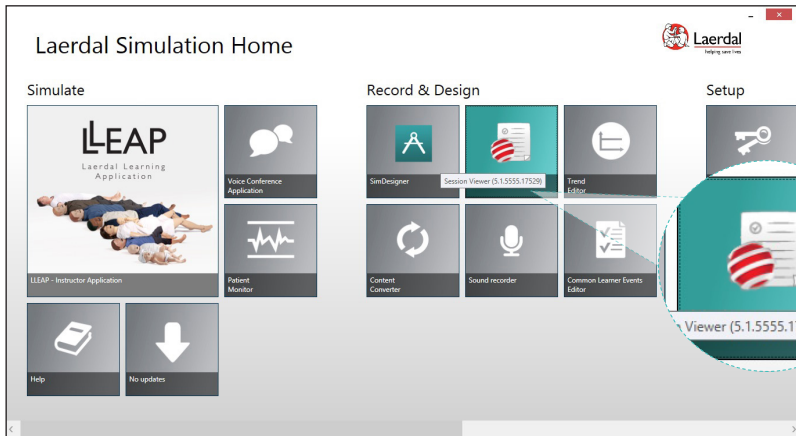 Laerdal Simulation Home
Laerdal
helping save lives
Simulate
Record & Design
Setup
LLEAP
Laerdal Learning
Application
LLEAP - Instructor Application
Voice Conference
Application
Patient
Monitor
Help
No updates
SimDesigner
Session Viewer (5.1.5555.17529)
Trend
Editor
Content
Converter
Sound recorder
Common Learner Events
Editor
Viewer (5.1.5555.1